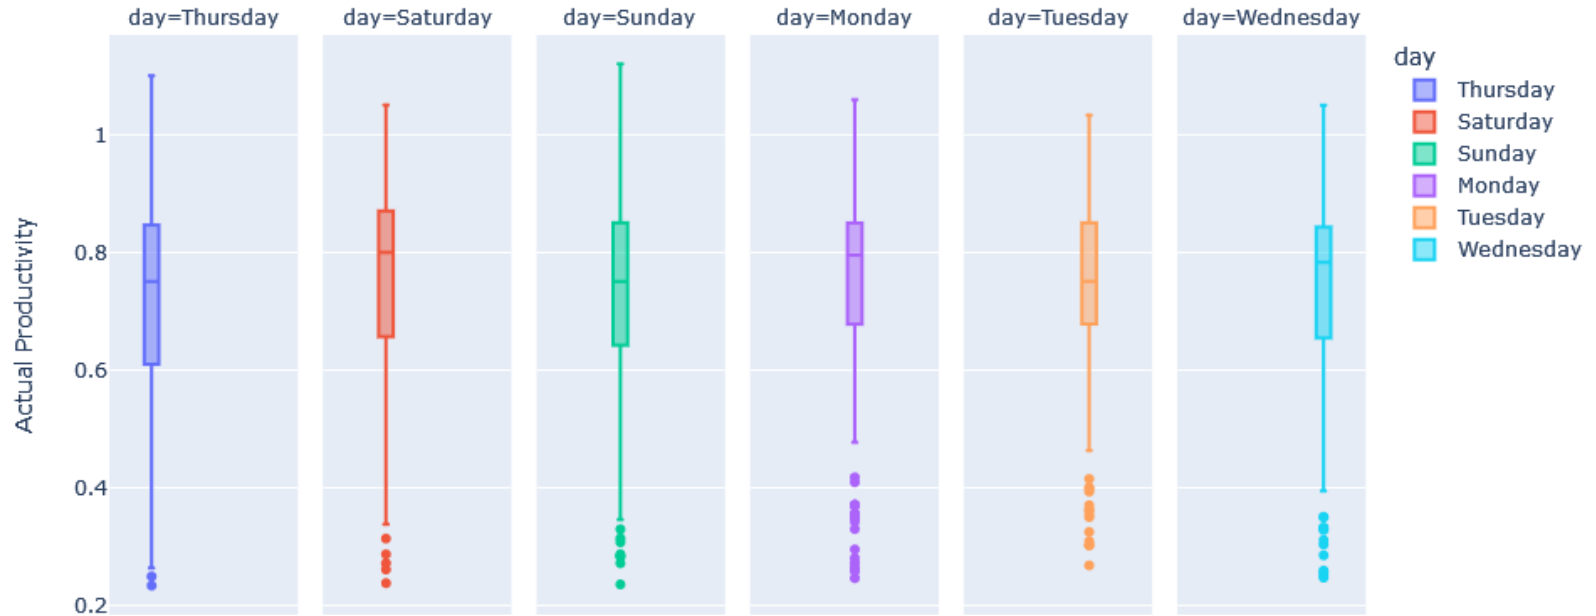 day=Thursday
day=Saturday
day=Sunday
day=Monday
day=Tuesday
day=Wednesday
Actual Productivity
1
0.8
0.6
0.4
0.2
day
Thursday
Saturday
Sunday
Monday
Tuesday
Wednesday